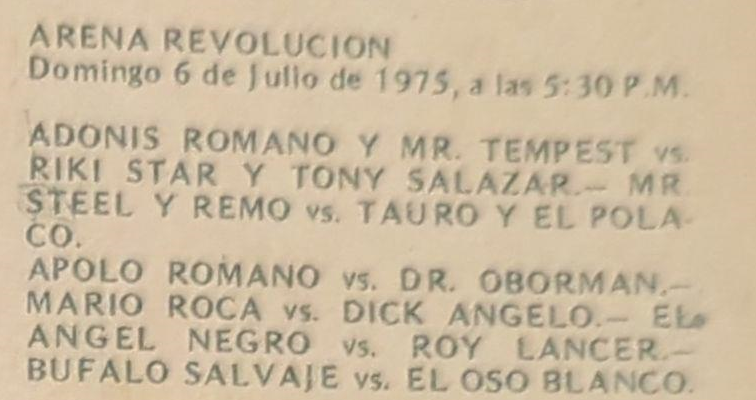 ARENA REVOLUCION
Domingo 6 de Julio de 1975, a las 5:30 P.M.
ADONIS ROMANO Y MR. TEMPEST vs.
RIKI STAR Y TONY SALAZAR.— MR
STEEL Y REMO vs. TAURO Y EL POLA-
CO.
APOLO ROMANO vs. DR. OBORMAN.—
MARIO ROCA vs. DICK ANGELO.— EL
ANGEL NEGRO vs. ROY LANCER.—
BUFALO SALVAJE vs. EL OSO BLANCO.